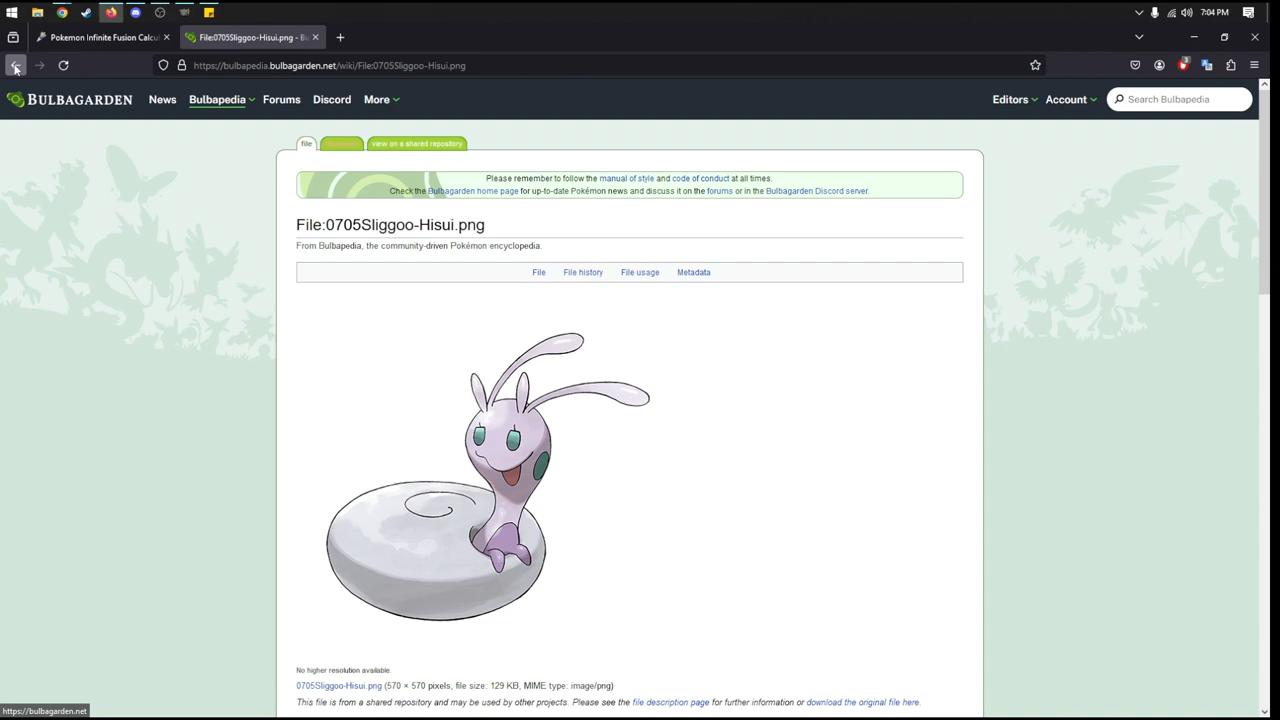 7:04 PM
Pokemon Infinite Fusion Calcu
File:0705Sliggoo-Hisui.png - Bu
https://bulbapedia.bulbagarden.net/wiki/File:0705Sliggoo-Hisui.png
BULBAGARDEN News Bulbapedia Forums Discord More Editors Account Search Bulbapedia
file view on a shared repository
Please remember to follow the manual of style and code of conduct at all times.
Check the Bulbagarden home page for up-to-date Pokémon news and discuss it on the forums or in the Bulbagarden Discord server.
File:0705Sliggoo-Hisui.png
From Bulbapedia, the community-driven Pokémon encyclopedia.
File File history File usage Metadata
No higher resolution available.
0705Sliggoo-Hisui.png (570 × 570 pixels, file size: 129 KB, MIME type: image/png)
This file is from a shared repository and may be used by other projects. Please see the file description page for further information or download the original file here.
https://bulbagarden.net